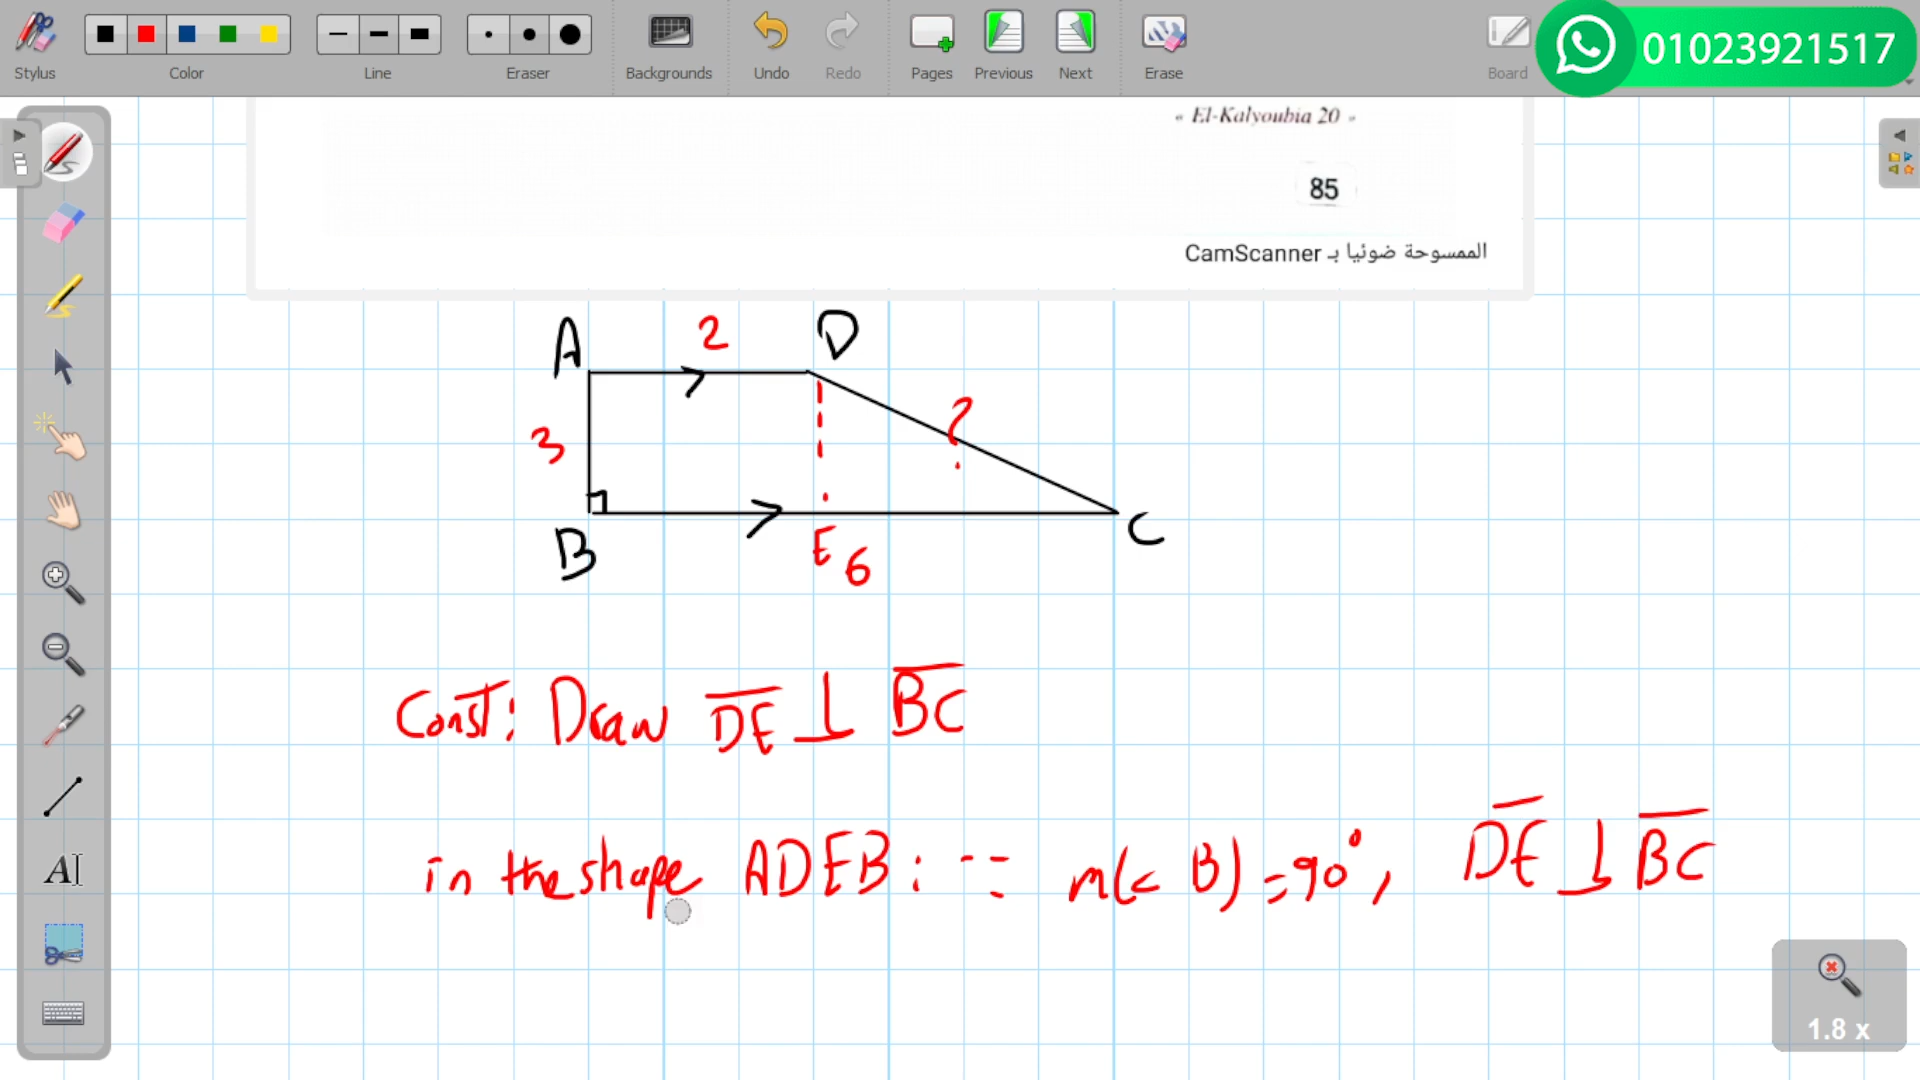 Stylus Color Line Eraser Backgrounds Undo Redo Pages Previous Next Erase Board
01023921517
« El-Kalyoubia 20 »
85
الممسوحة ضوئيا بـ CamScanner
A 2 D
3 ?
B E 6 C
Const: Draw DE ⊥ BC
in the shape ADEB: :: m(< B) = 90°, DE ⊥ BC
1.8 x